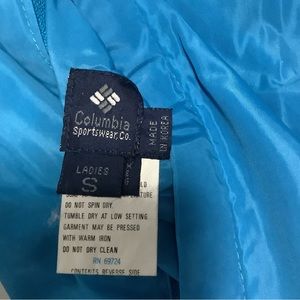 Columbia
Sportswear Co.
MADE
IN KOREA
LADIES
S
DO NOT SPIN DRY.
TUMBLE DRY AT LOW SETTING
GARMENT MAY BE PRESSED
WITH WARM IRON
DO NOT DRY CLEAN
RN 69724
CONTENTS REVERSE SIDE